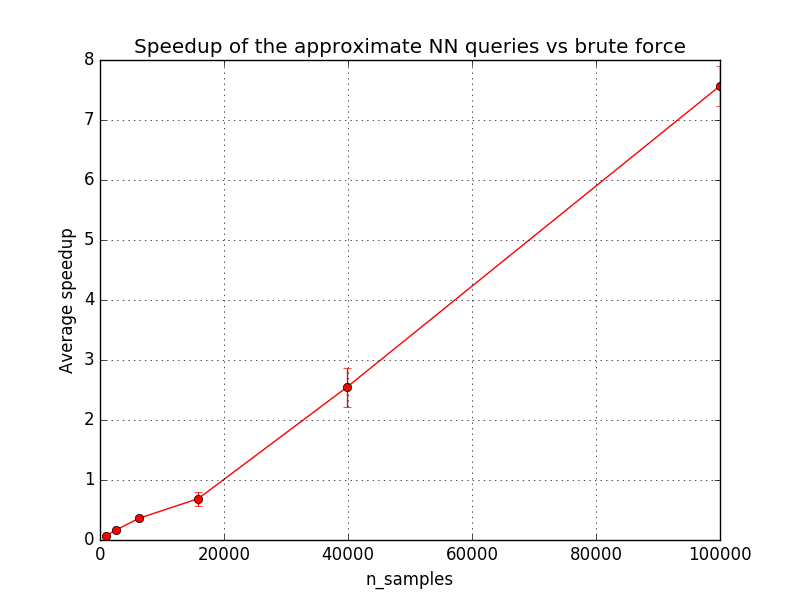 Speedup of the approximate NN queries vs brute force
8
7
6
5
4
3
2
1
0
Average speedup
0 20000 40000 60000 80000 100000
n_samples